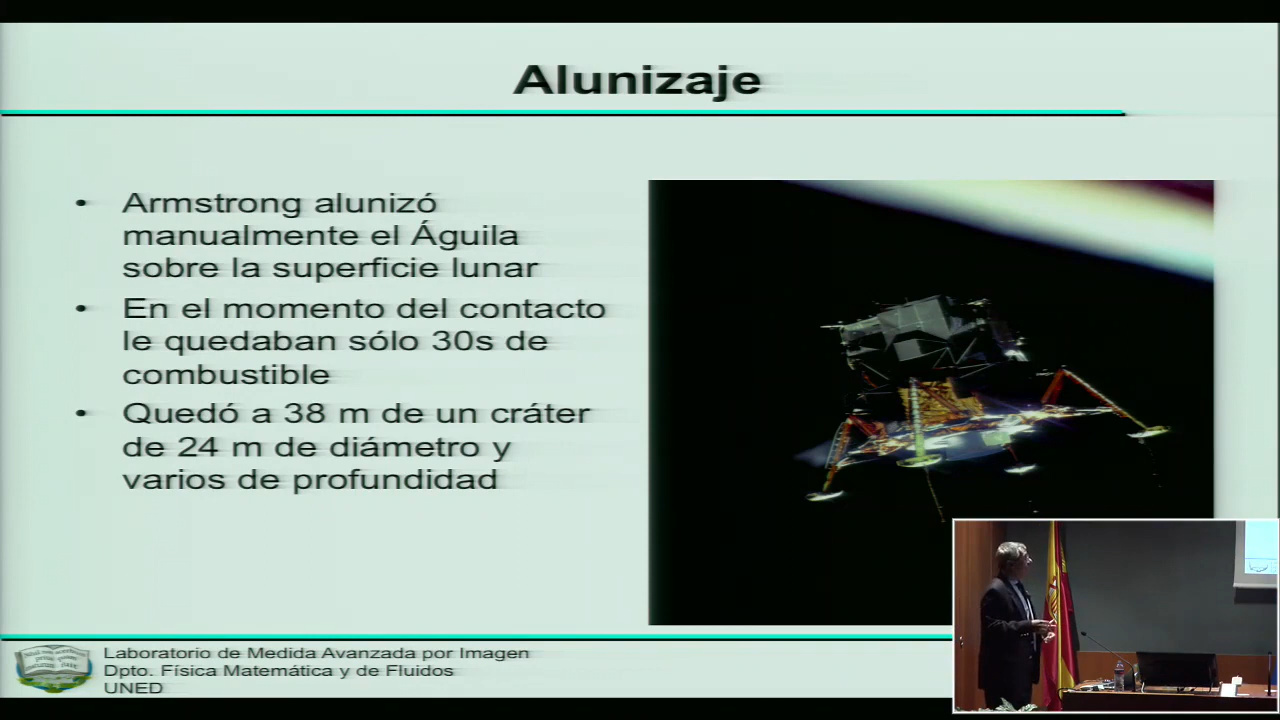 Alunizaje
• Armstrong alunizó
manualmente el Águila
sobre la superficie lunar
• En el momento del contacto
le quedaban sólo 30s de
combustible
• Quedó a 38 m de un cráter
de 24 m de diámetro y
varios de profundidad
Laboratorio de Medida Avanzada por Imagen
Dpto. Física Matemática y de Fluidos
UNED